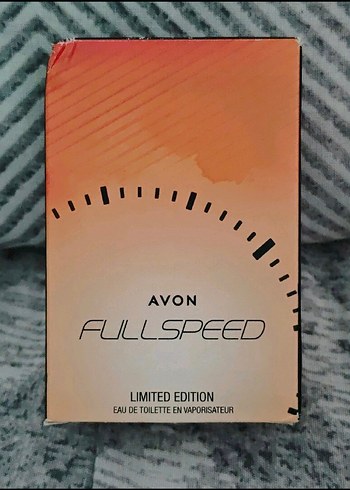 AVON
FULLSPEED
LIMITED EDITION
EAU DE TOILETTE EN VAPORISATEUR